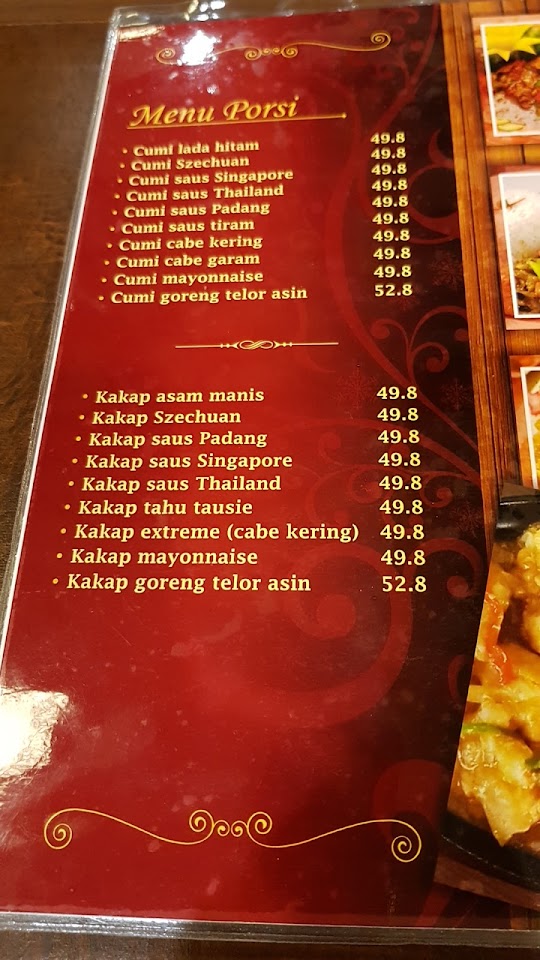 Menu Porsi
• Cumi lada hitam 49.8
• Cumi Szechuan 49.8
• Cumi saus Singapore 49.8
• Cumi saus Thailand 49.8
• Cumi saus Padang 49.8
• Cumi saus tiram 49.8
• Cumi cabe kering 49.8
• Cumi cabe garam 49.8
• Cumi mayonnaise 49.8
• Cumi goreng telor asin 52.8
• Kakap asam manis 49.8
• Kakap Szechuan 49.8
• Kakap saus Padang 49.8
• Kakap saus Singapore 49.8
• Kakap saus Thailand 49.8
• Kakap tahu tausie 49.8
• Kakap extreme (cabe kering) 49.8
• Kakap mayonnaise 49.8
• Kakap goreng telor asin 52.8